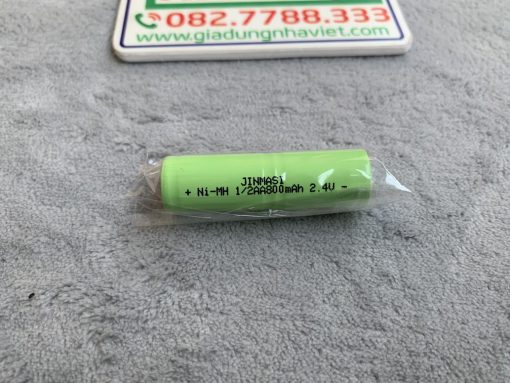 082.7788.333
www.giadungnhaviet.com
JINMASI
+ Ni-MH 1/2AA800mAh 2.4V -